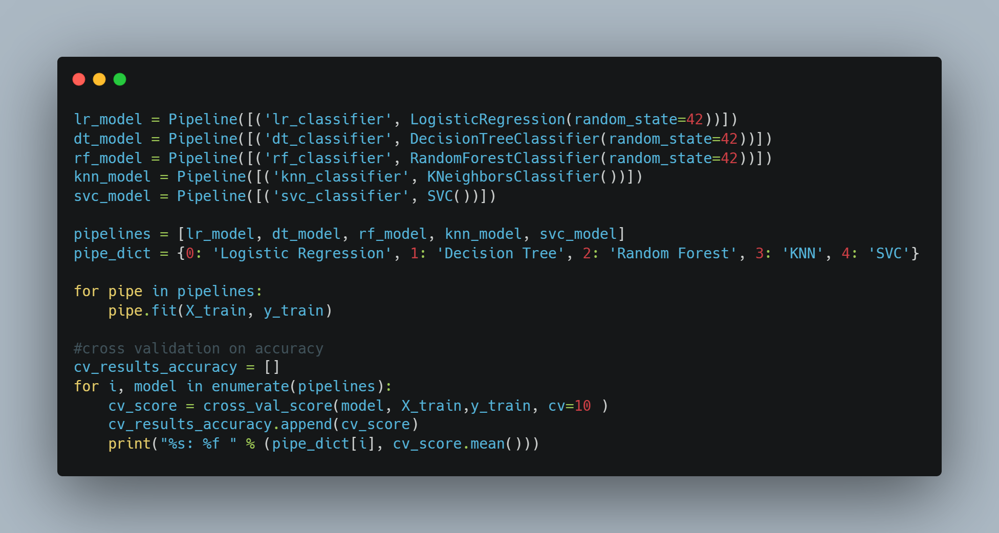 lr_model = Pipeline([('lr_classifier', LogisticRegression(random_state=42))])
dt_model = Pipeline([('dt_classifier', DecisionTreeClassifier(random_state=42))])
rf_model = Pipeline([('rf_classifier', RandomForestClassifier(random_state=42))])
knn_model = Pipeline([('knn_classifier', KNeighborsClassifier())])
svc_model = Pipeline([('svc_classifier', SVC())])

pipelines = [lr_model, dt_model, rf_model, knn_model, svc_model]
pipe_dict = {0: 'Logistic Regression', 1: 'Decision Tree', 2: 'Random Forest', 3: 'KNN', 4: 'SVC'}

for pipe in pipelines:
    pipe.fit(X_train, y_train)

#cross validation on accuracy
cv_results_accuracy = []
for i, model in enumerate(pipelines):
    cv_score = cross_val_score(model, X_train,y_train, cv=10 )
    cv_results_accuracy.append(cv_score)
    print("%s: %f " % (pipe_dict[i], cv_score.mean()))